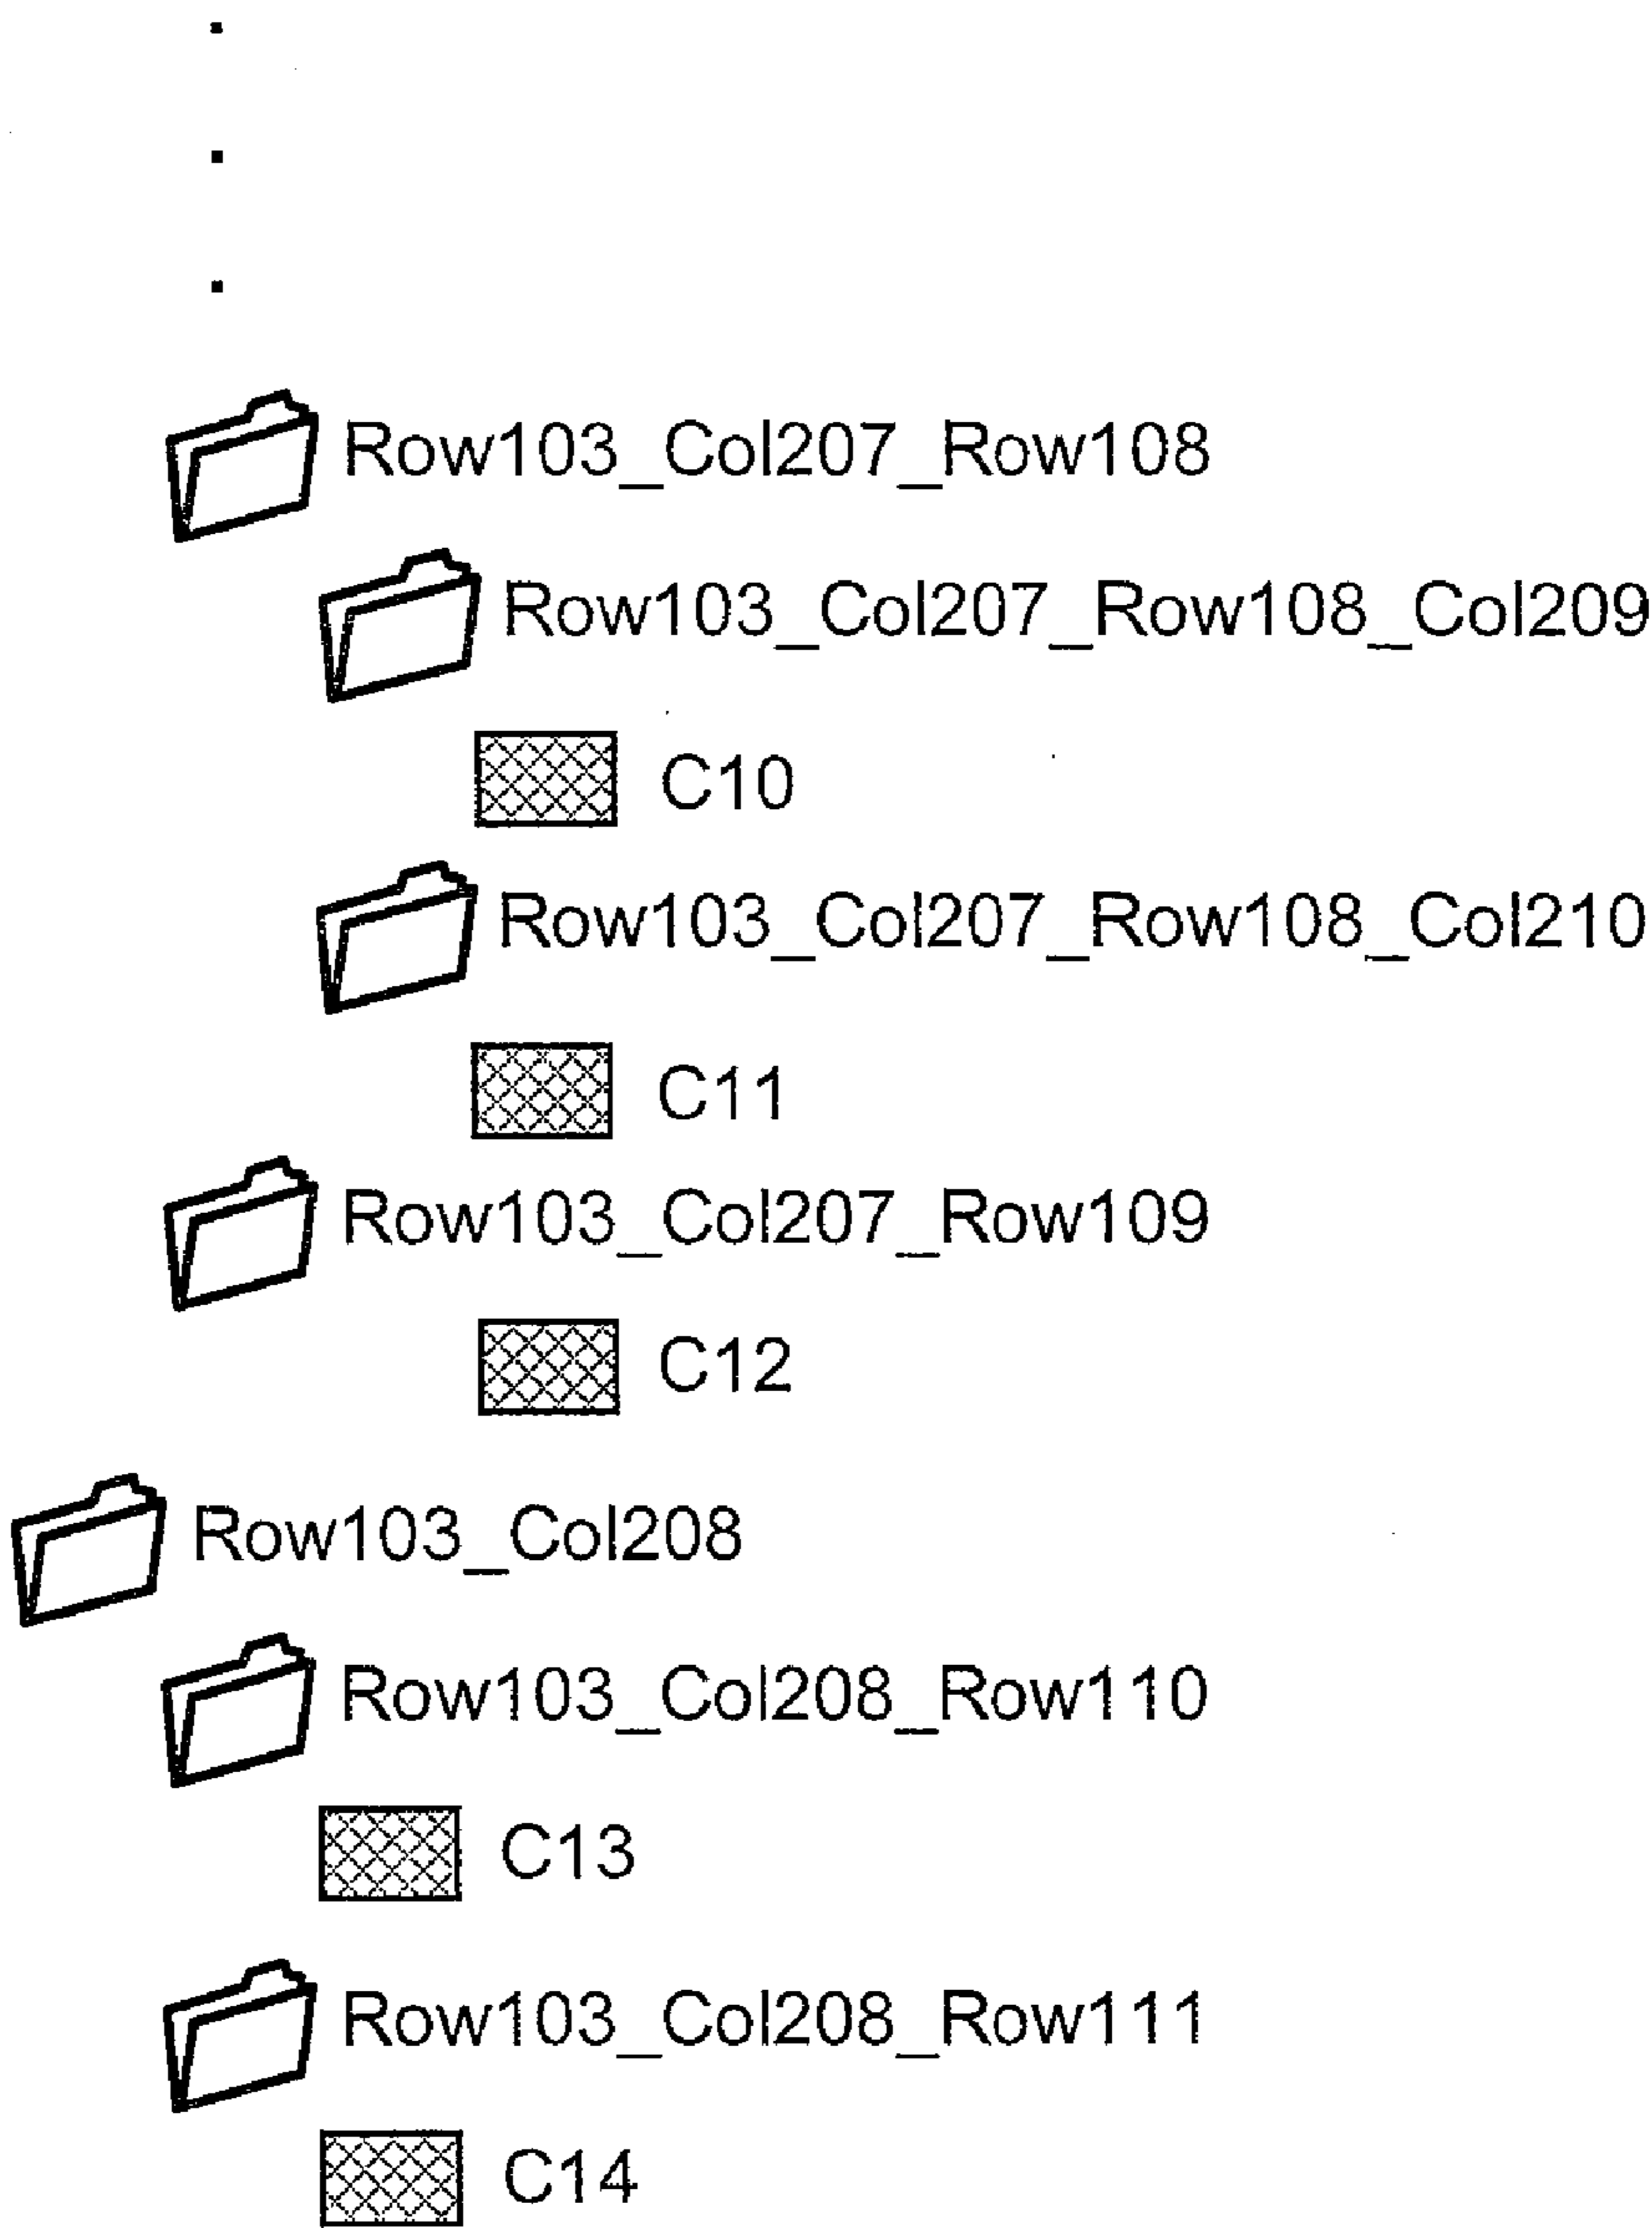 Row103_Col207_Row108
Row103_Col207_Row108_Col209
C10
Row103_Col207_Row108_Col210
C11
Row103_Col207_Row109
C12
Row103_Col208
Row103_Col208_Row110
C13
Row103_Col208_Row111
C14